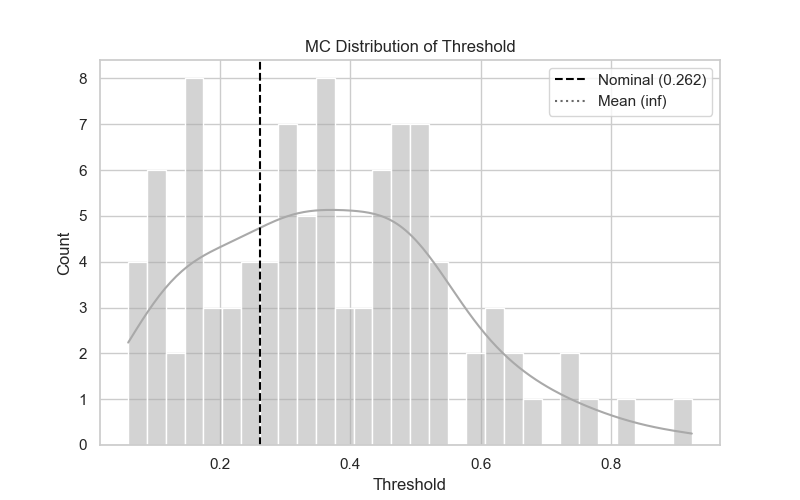 MC Distribution of Threshold
Nominal (0.262)
Mean (inf)
Count
8
7
6
5
4
3
2
1
0
0.2 0.4 0.6 0.8
Threshold